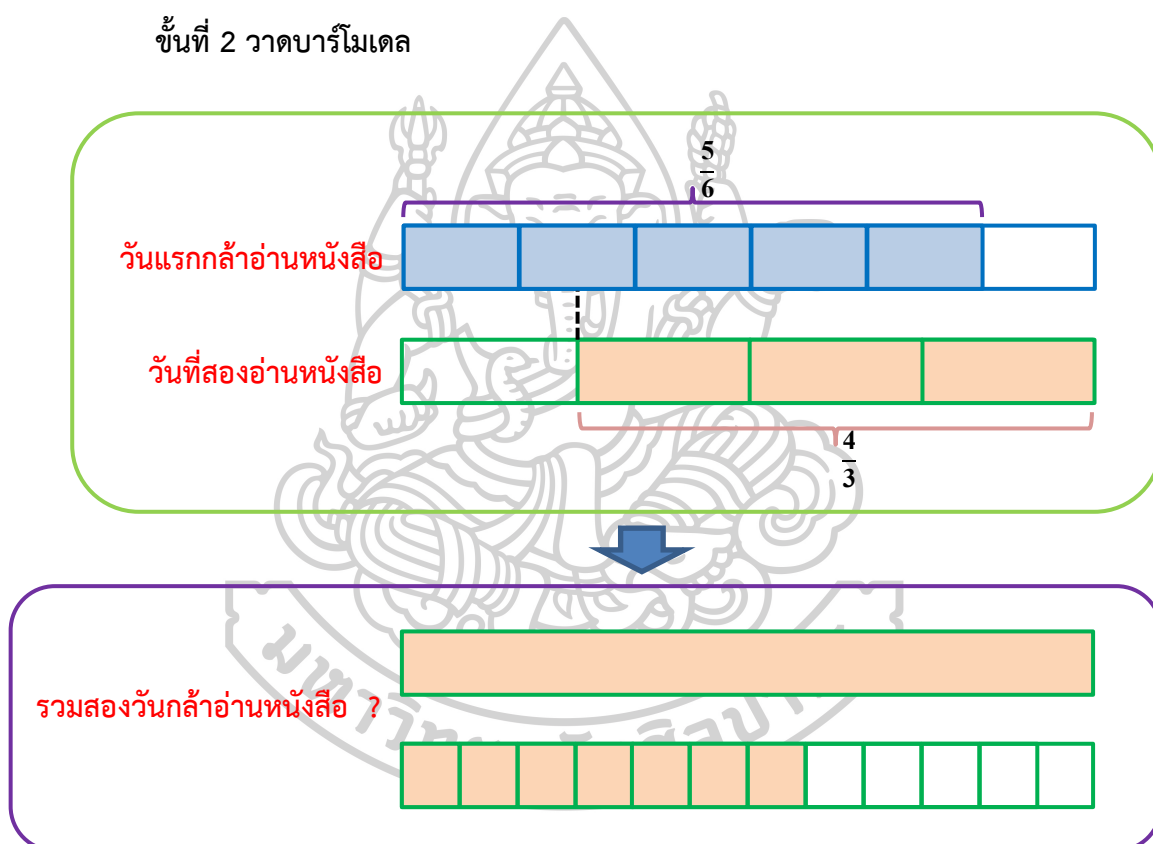 ขั้นที่ 2 วาดบาร์โมเดล
5
6
วันแรกกล้าอ่านหนังสือ
วันที่สองอ่านหนังสือ
4
3
รวมสองวันกล้าอ่านหนังสือ ?